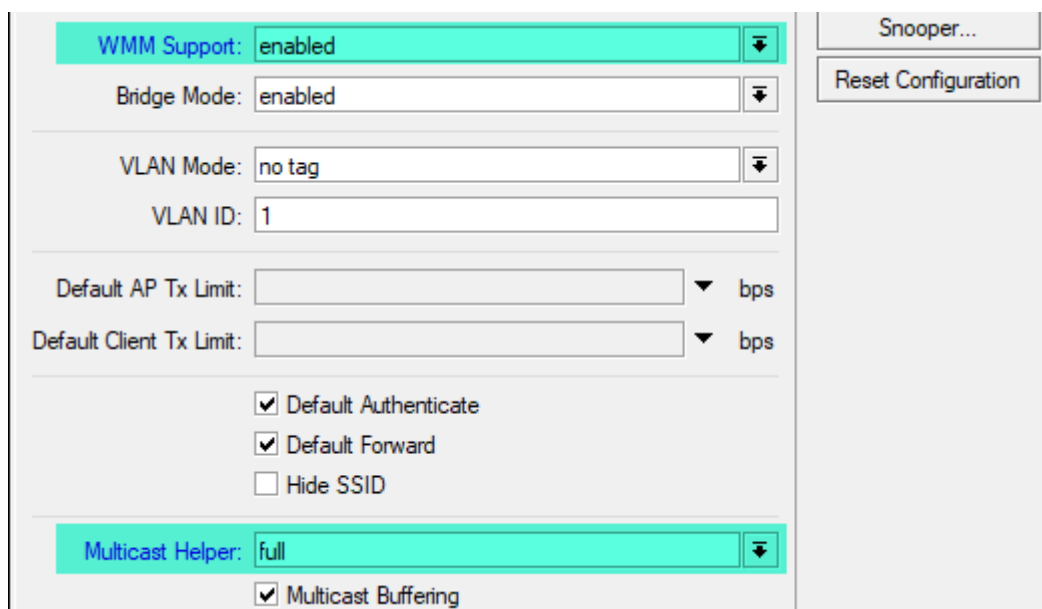 WMM Support: enabled
Snooper...
Bridge Mode: enabled
Reset Configuration
VLAN Mode: no tag
VLAN ID: 1
Default AP Tx Limit: bps
Default Client Tx Limit: bps
Default Authenticate
Default Forward
Hide SSID
Multicast Helper: full
Multicast Buffering